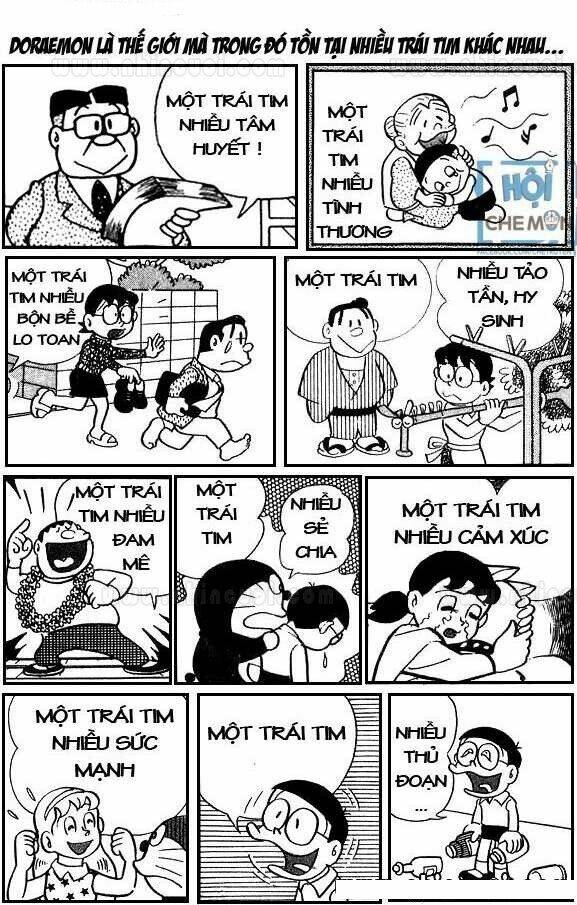 DORAEMON LÀ THẾ GIỚI MÀ TRONG ĐÓ TỒN TẠI NHIỀU TRÁI TIM KHÁC NHAU...
MỘT TRÁI TIM
NHIỀU TÂM
HUYẾT !
MỘT
TRÁI
TIM
NHIỀU
TÌNH
THƯƠNG
HỘI
CHẾ MÔN
MỘT TRÁI
TIM NHIỀU
BỘN BỀ
LO TOAN
MỘT TRÁI TIM
NHIỀU TẢO
TẦN, HY
SINH
MỘT TRÁI
TIM NHIỀU
ĐAM
MÊ
MỘT
TRÁI
TIM
NHIỀU
SẺ
CHIA
MỘT TRÁI TIM
NHIỀU CẢM XÚC
MỘT TRÁI TIM
NHIỀU SỨC
MẠNH
MỘT TRÁI TIM
NHIỀU
THỦ
ĐOẠN
...